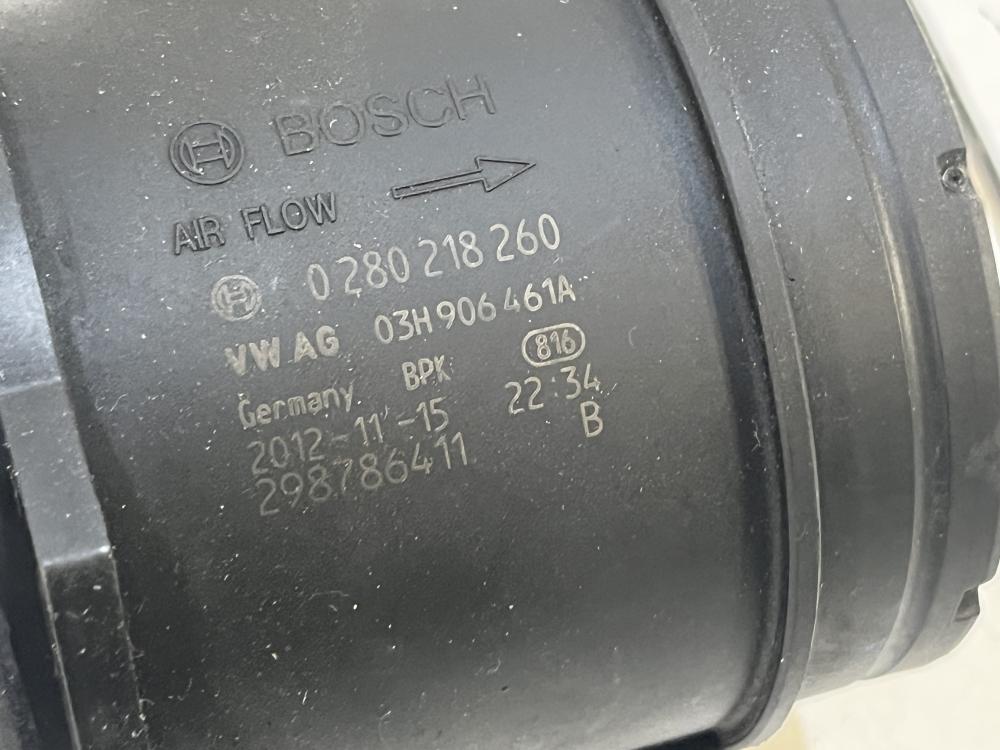 BOSCH
AIR FLOW
0 280 218 260
VW AG 03H 906 461A
Germany BPK 816
2012-11-15 22:34
298786411 B